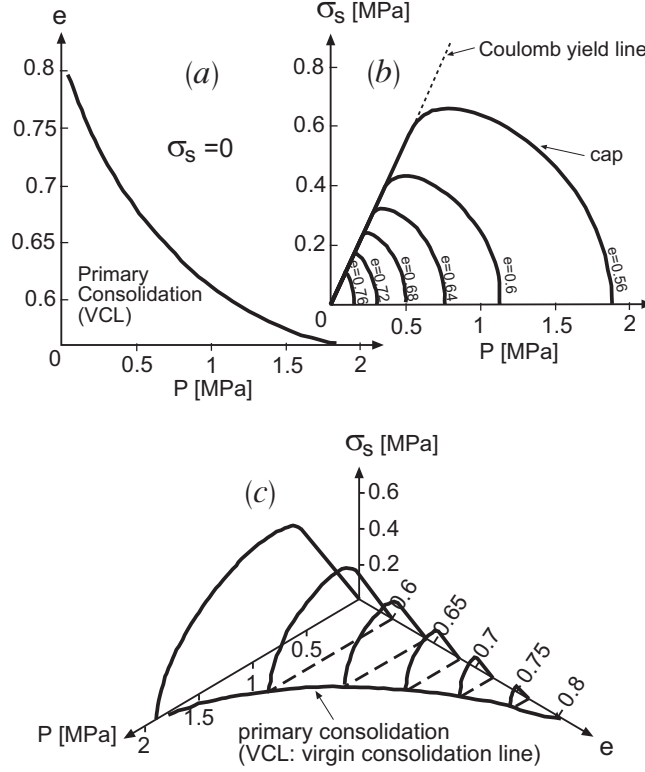 e
0.8
0.75
0.7
0.65
0.6
0
0.5
1
1.5
2
P [MPa]
(a)
σs =0
Primary
Consolidation
(VCL)
σs [MPa]
0.8
0.6
0.4
0.2
0
0.5
1
1.5
2
P [MPa]
(b)
Coulomb yield line
cap
e=0.76
e=0.72
e=0.68
e=0.64
e=0.6
e=0.56
σs [MPa]
(c)
0.6
0.4
0.2
0.6
0.65
0.7
0.75
0.8
e
0.5
1
1.5
2
P [MPa]
primary consolidation
(VCL: virgin consolidation line)